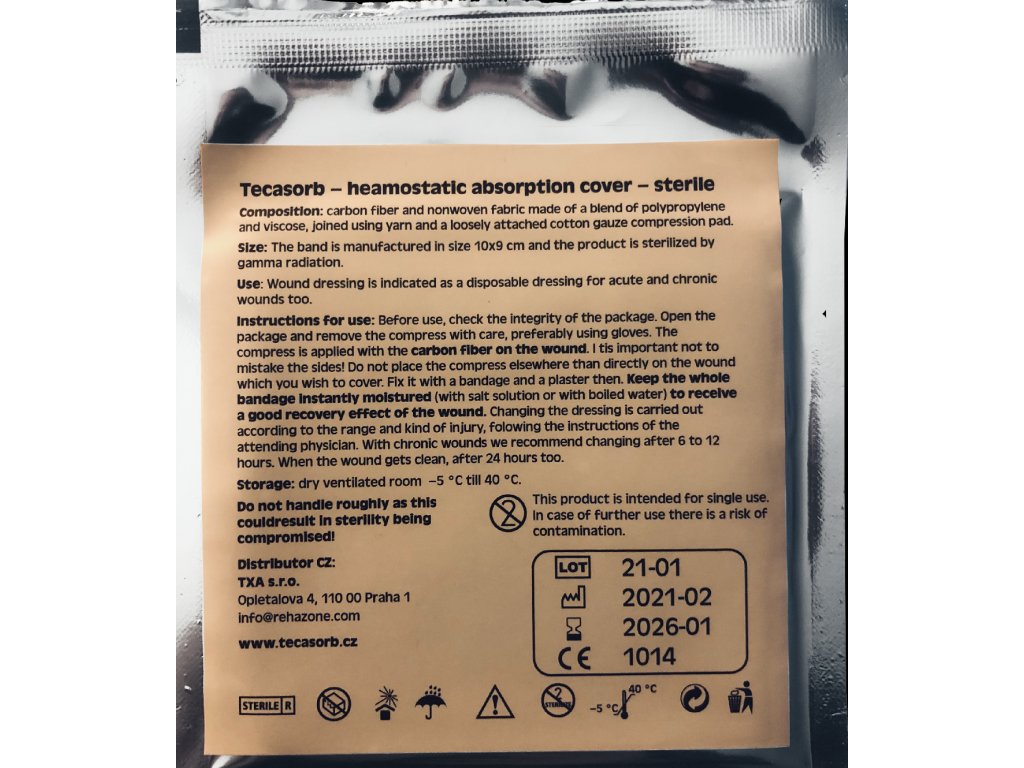 Tecasorb – heamostatic absorption cover – sterile
Composition: carbon fiber and nonwoven fabric made of a blend of polypropylene
and viscose, joined using yarn and a loosely attached cotton gauze compression pad.
Size: The band is manufactured in size 10x9 cm and the product is sterilized by
gamma radiation.
Use: Wound dressing is indicated as a disposable dressing for acute and chronic
wounds too.
Instructions for use: Before use, check the integrity of the package. Open the
package and remove the compress with care, preferably using gloves. The
compress is applied with the carbon fiber on the wound. I tis important not to
mistake the sides! Do not place the compress elsewhere than directly on the wound
which you wish to cover. Fix it with a bandage and a plaster then. Keep the whole
bandage instantly moistured (with salt solution or with boiled water) to receive
a good recovery effect of the wound. Changing the dressing is carried out
according to the range and kind of injury, folowing the instructions of the
attending physician. With chronic wounds we recommend changing after 6 to 12
hours. When the wound gets clean, after 24 hours too.
Storage: dry ventilated room –5 °C till 40 °C.
Do not handle roughly as this
couldresult in sterility being
compromised!
2
This product is intended for single use.
In case of further use there is a risk of
contamination.
Distributor CZ:
TXA s.r.o.
Opletalova 4, 110 00 Praha 1
info@rehazone.com
www.tecasorb.cz
LOT 21-01
2021-02
2026-01
CE 1014
STERILE R
2
STERILIZE
–5 °C
40 °C